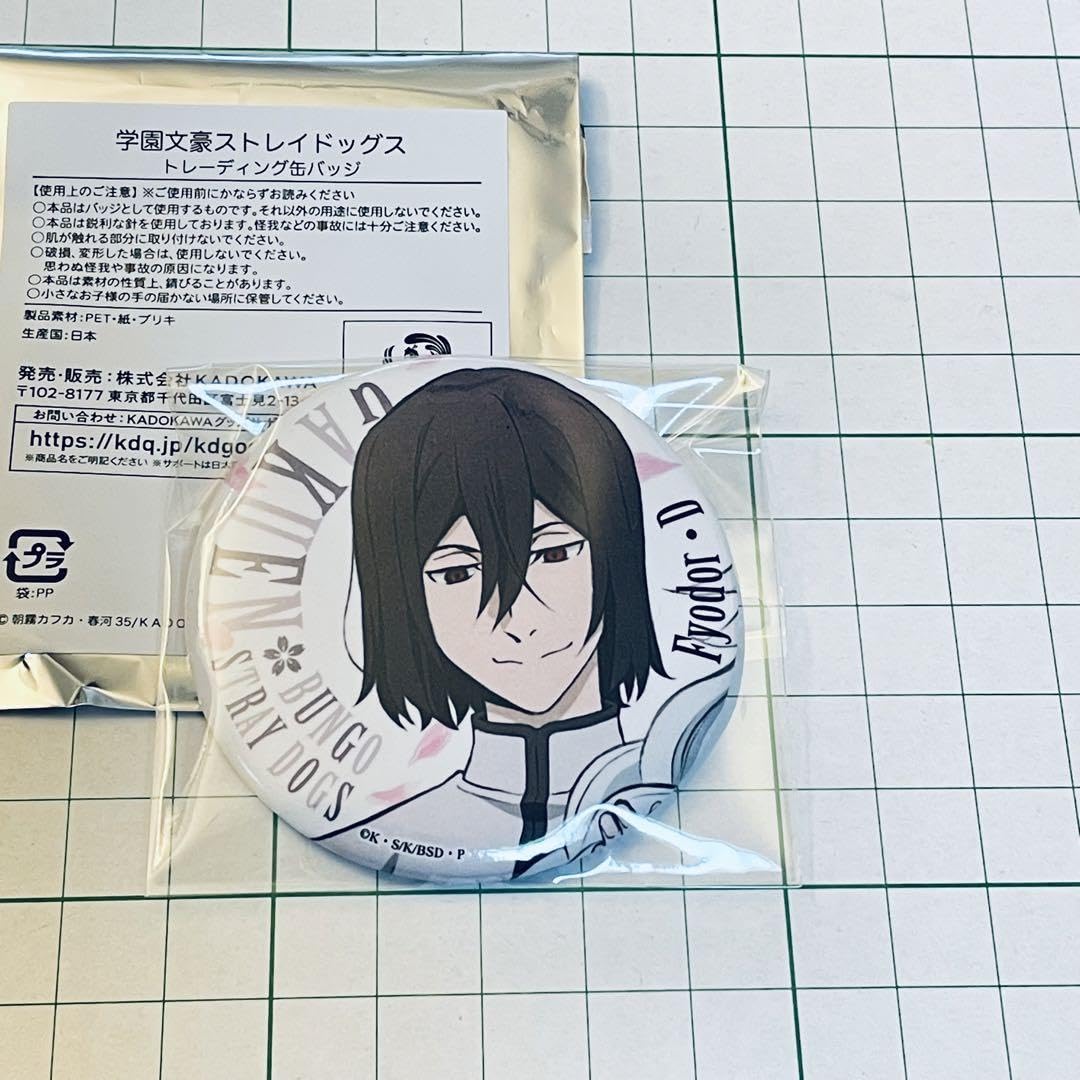 学園文豪ストレイドッグス
トレーディング缶バッジ
【使用上のご注意】※ご使用前にかならずお読みください
○本品はバッジとして使用するものです。それ以外の用途に使用しないでください。
○本品は鋭利な針を使用しております。怪我などの事故には十分ご注意ください。
○肌が触れる部分に取り付けないでください。
○破損、変形した場合は、使用しないでください。
思わぬ怪我や事故の原因になります。
○本品は素材の性質上、錆びることがあります。
○小さなお子様の手の届かない場所に保管してください。
製品素材:PET・紙・ブリキ
生産国:日本
発売・販売:株式会社KADOKAWA
〒102-8177 東京都千代田区富士見2-13
お問い合わせ:KADOKAWAグッズサポ
https://kdq.jp/kdgo
※商品名をご明記ください ※サポートは日本
プラ
袋:PP
©朝霧カフカ・春河35/KADO
GAKUEN
BUNGO
STRAY DOGS
Fyodor・D
©K・S/K/BSD・P